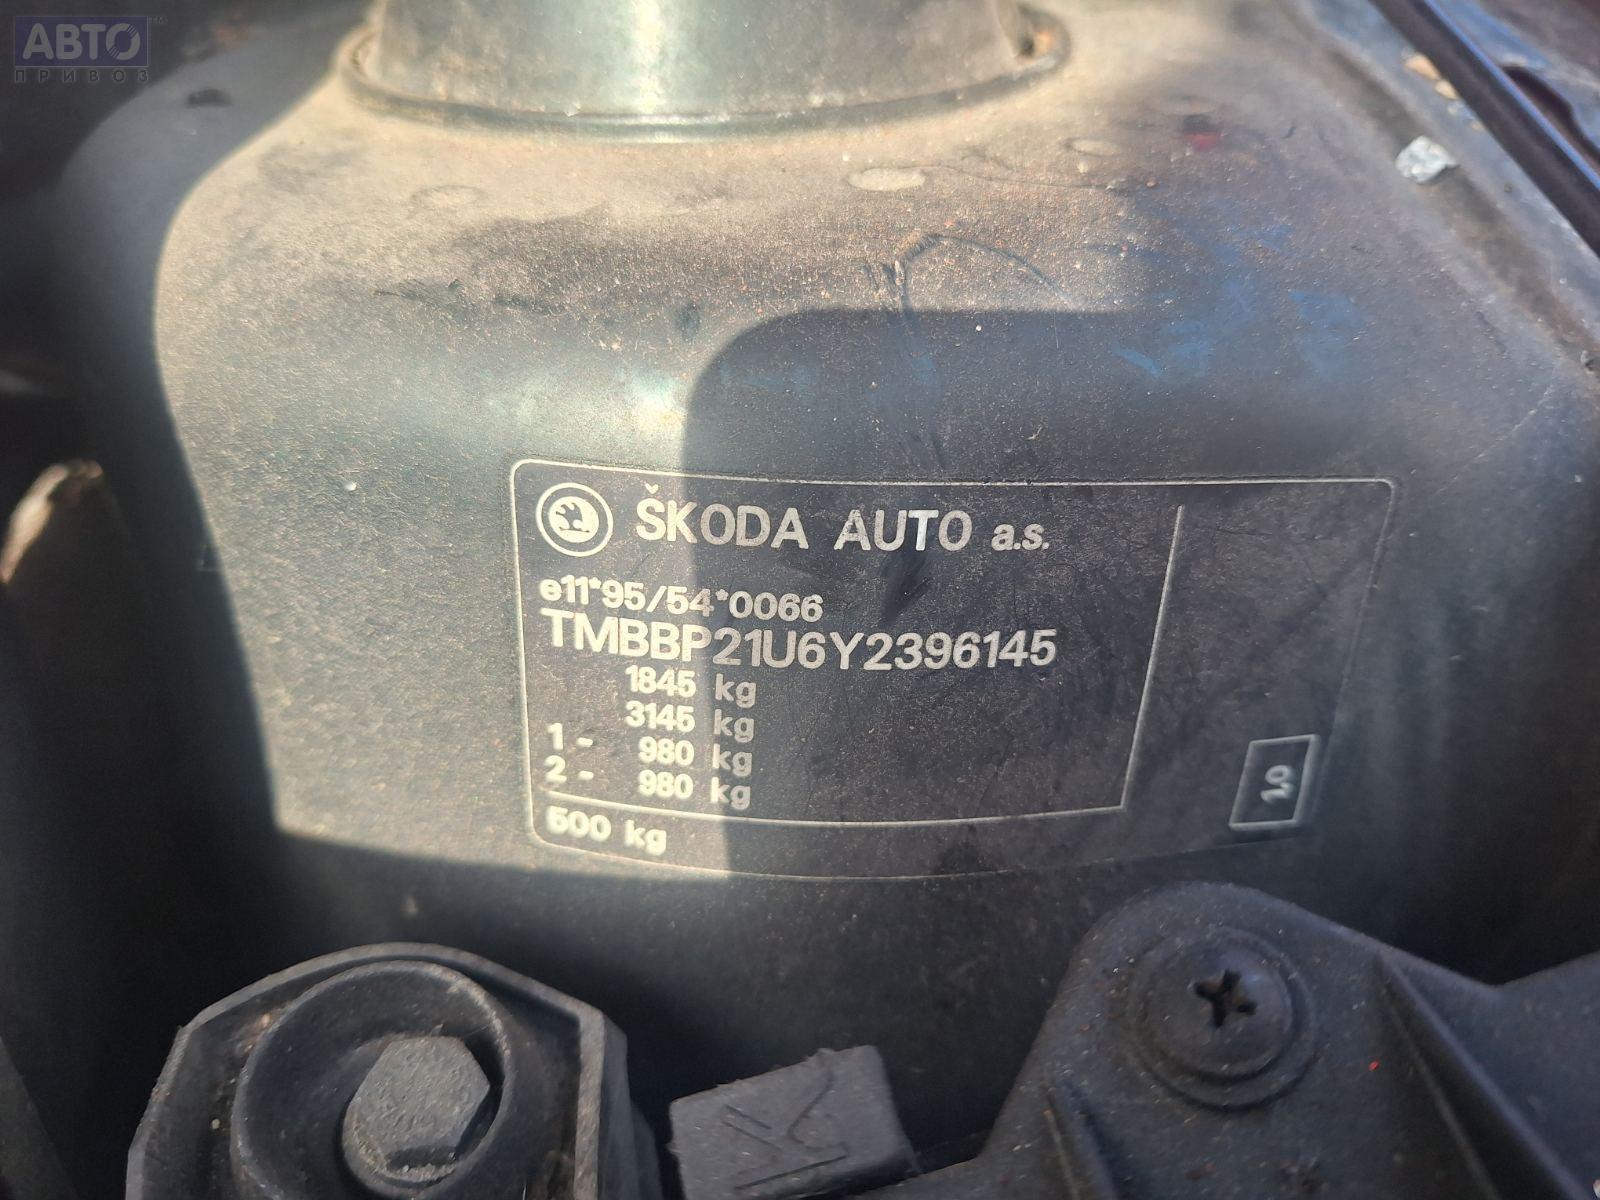 АВТО
ПРИВОЗ
ŠKODA AUTO a.s.
e11*95/54*0066
TMBBP21U6Y2396145
1845 kg
3145 kg
1 - 980 kg
2 - 980 kg
500 kg